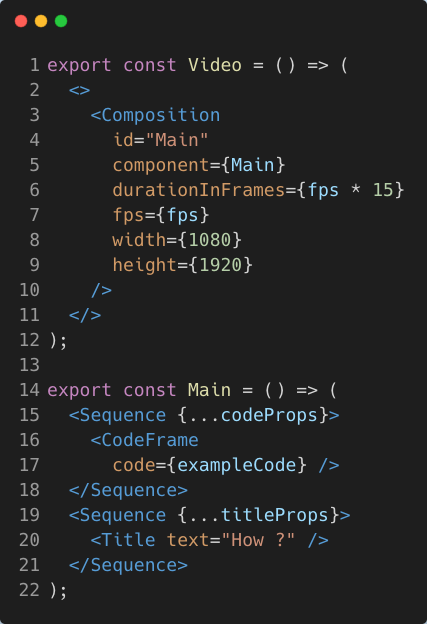 1 export const Video = () => (
2   <>
3     <Composition
4       id="Main"
5       component={Main}
6       durationInFrames={fps * 15}
7       fps={fps}
8       width={1080}
9       height={1920}
10     />
11   </>
12 );
13
14 export const Main = () => (
15   <Sequence {...codeProps}>
16     <CodeFrame
17       code={exampleCode} />
18   </Sequence>
19   <Sequence {...titleProps}>
20     <Title text="How ?" />
21   </Sequence>
22 );